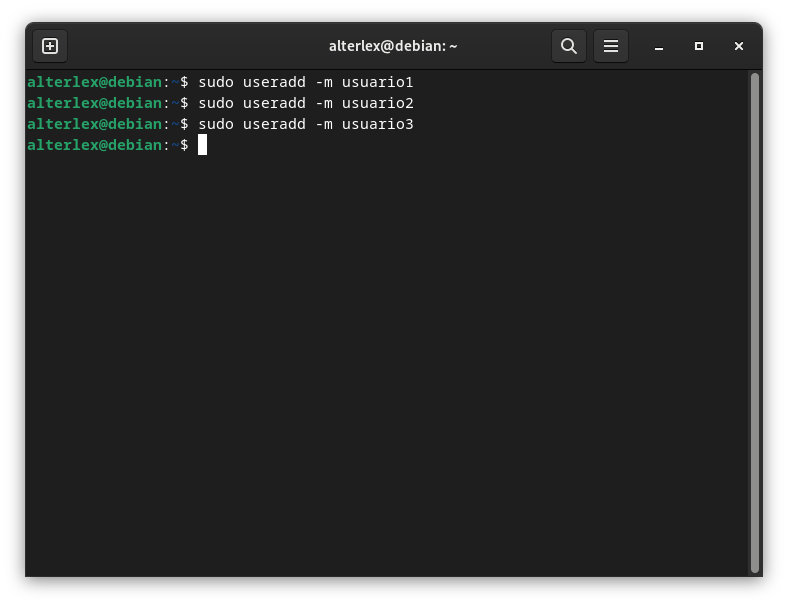 alterlex@debian: ~
alterlex@debian:~$ sudo useradd -m usuario1
alterlex@debian:~$ sudo useradd -m usuario2
alterlex@debian:~$ sudo useradd -m usuario3
alterlex@debian:~$